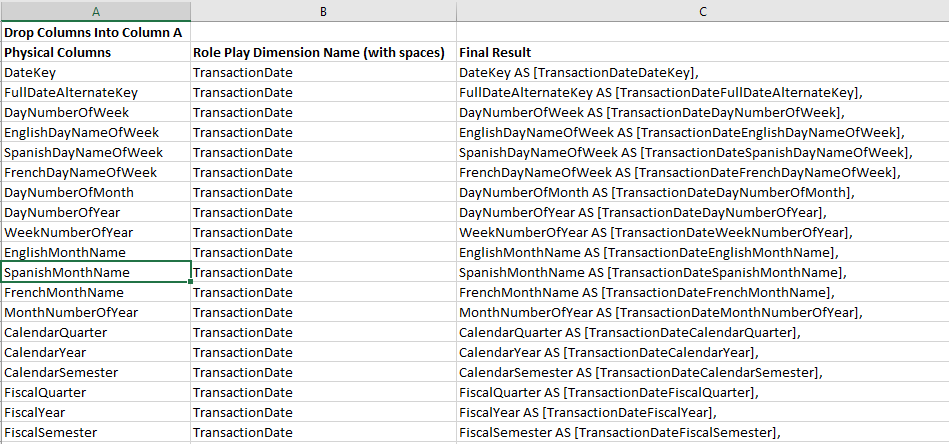 A B C
Drop Columns Into Column A
Physical Columns Role Play Dimension Name (with spaces) Final Result
DateKey TransactionDate DateKey AS [TransactionDateDateKey],
FullDateAlternateKey TransactionDate FullDateAlternateKey AS [TransactionDateFullDateAlternateKey],
DayNumberOfWeek TransactionDate DayNumberOfWeek AS [TransactionDateDayNumberOfWeek],
EnglishDayNameOfWeek TransactionDate EnglishDayNameOfWeek AS [TransactionDateEnglishDayNameOfWeek],
SpanishDayNameOfWeek TransactionDate SpanishDayNameOfWeek AS [TransactionDateSpanishDayNameOfWeek],
FrenchDayNameOfWeek TransactionDate FrenchDayNameOfWeek AS [TransactionDateFrenchDayNameOfWeek],
DayNumberOfMonth TransactionDate DayNumberOfMonth AS [TransactionDateDayNumberOfMonth],
DayNumberOfYear TransactionDate DayNumberOfYear AS [TransactionDateDayNumberOfYear],
WeekNumberOfYear TransactionDate WeekNumberOfYear AS [TransactionDateWeekNumberOfYear],
EnglishMonthName TransactionDate EnglishMonthName AS [TransactionDateEnglishMonthName],
SpanishMonthName TransactionDate SpanishMonthName AS [TransactionDateSpanishMonthName],
FrenchMonthName TransactionDate FrenchMonthName AS [TransactionDateFrenchMonthName],
MonthNumberOfYear TransactionDate MonthNumberOfYear AS [TransactionDateMonthNumberOfYear],
CalendarQuarter TransactionDate CalendarQuarter AS [TransactionDateCalendarQuarter],
CalendarYear TransactionDate CalendarYear AS [TransactionDateCalendarYear],
CalendarSemester TransactionDate CalendarSemester AS [TransactionDateCalendarSemester],
FiscalQuarter TransactionDate FiscalQuarter AS [TransactionDateFiscalQuarter],
FiscalYear TransactionDate FiscalYear AS [TransactionDateFiscalYear],
FiscalSemester TransactionDate FiscalSemester AS [TransactionDateFiscalSemester],